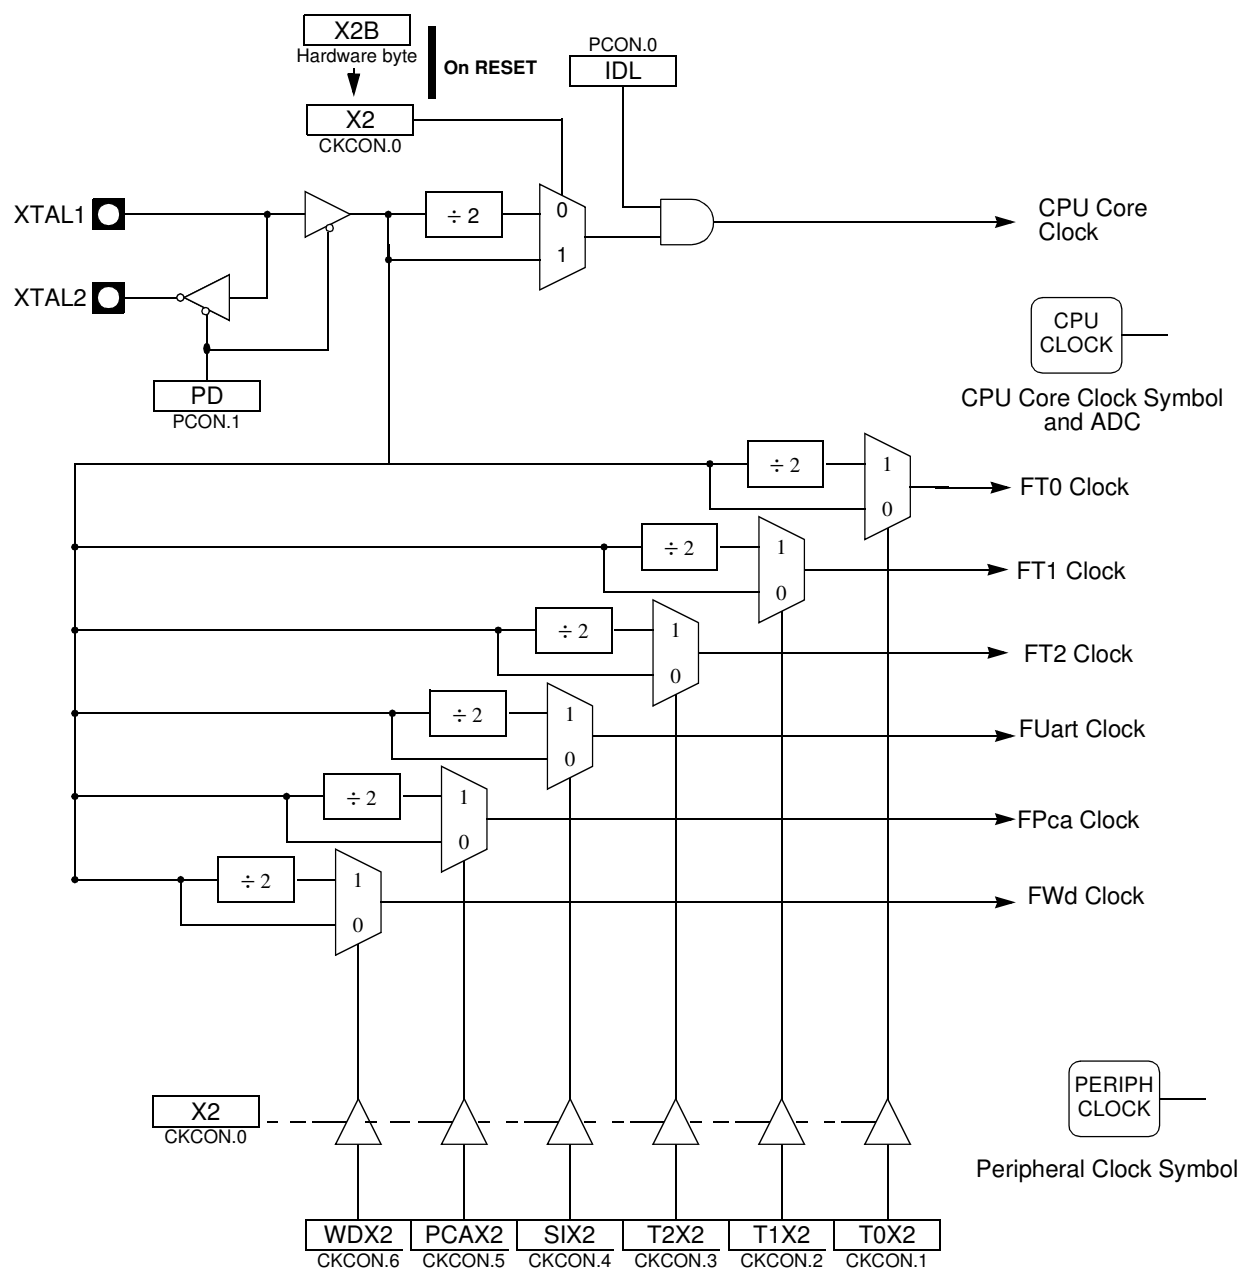 X2B
Hardware byte
On RESET
PCON.0
IDL
X2
CKCON.0
XTAL1
÷ 2
0
1
CPU Core
Clock
XTAL2
PD
PCON.1
CPU
CLOCK
CPU Core Clock Symbol
and ADC
÷ 2
1
0
FT0 Clock
÷ 2
1
0
FT1 Clock
÷ 2
1
0
FT2 Clock
÷ 2
1
0
FUart Clock
÷ 2
1
0
FPca Clock
÷ 2
1
0
FWd Clock
X2
CKCON.0
PERIPH
CLOCK
Peripheral Clock Symbol
WDX2
CKCON.6
PCAX2
CKCON.5
SIX2
CKCON.4
T2X2
CKCON.3
T1X2
CKCON.2
T0X2
CKCON.1